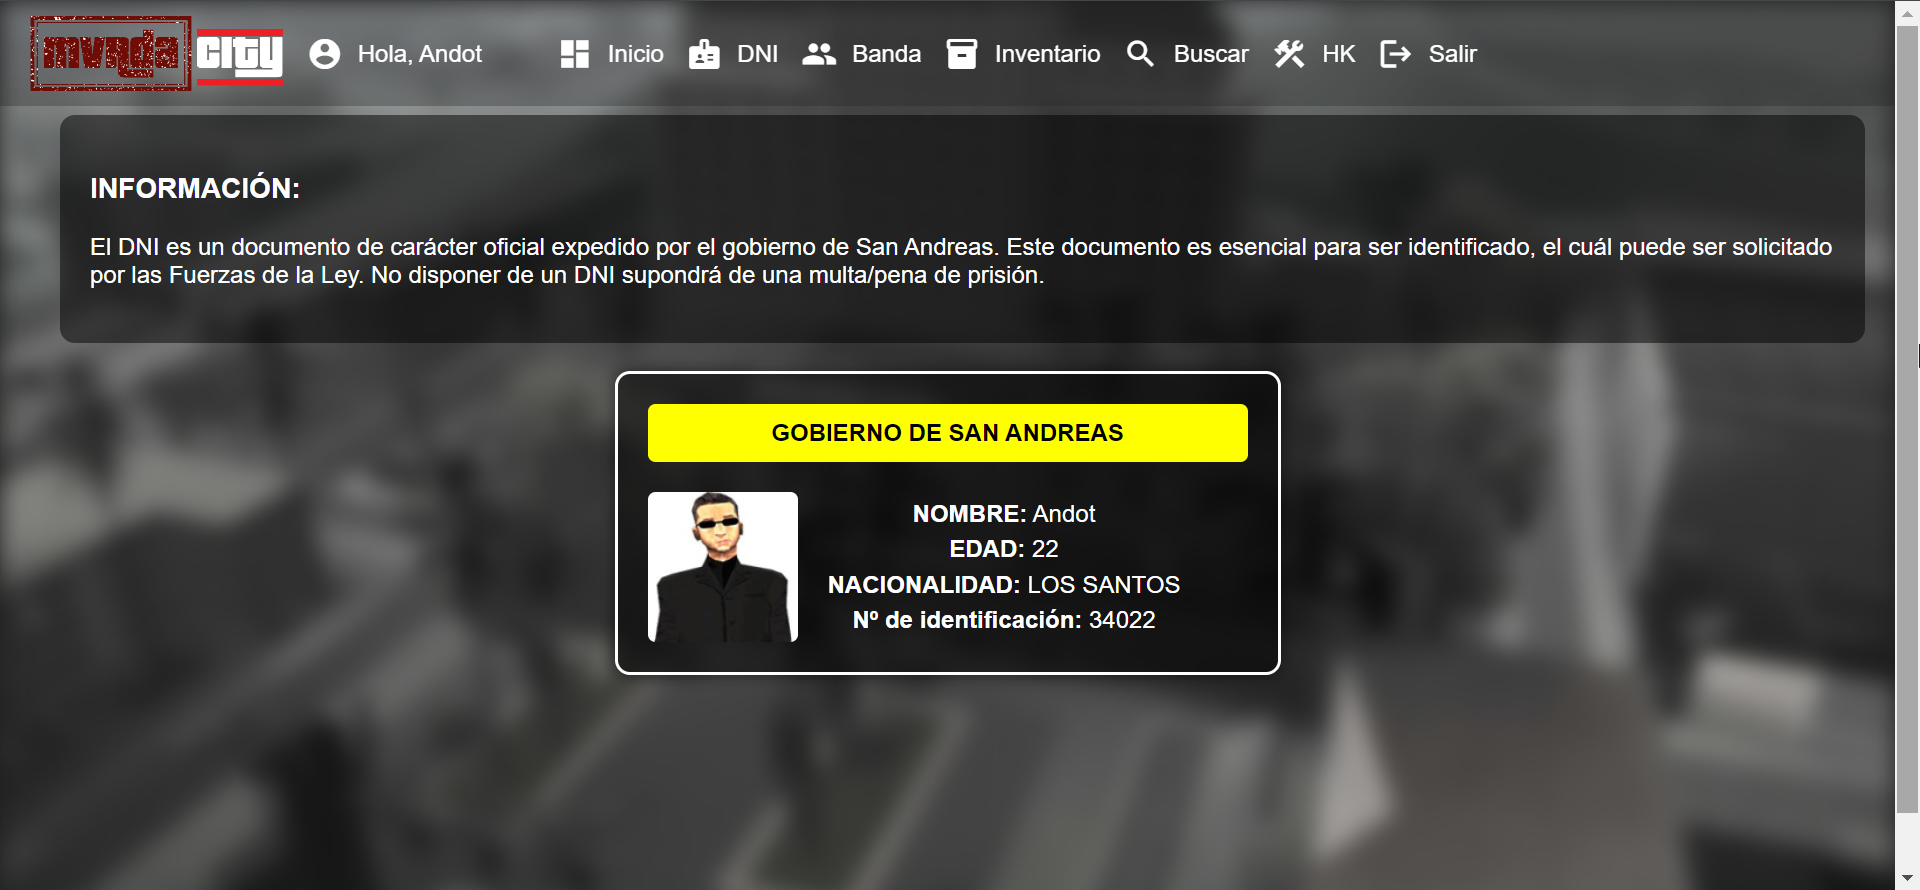 mvnda city
Hola, Andot
Inicio
DNI
Banda
Inventario
Buscar
HK
Salir
INFORMACIÓN:
El DNI es un documento de carácter oficial expedido por el gobierno de San Andreas. Este documento es esencial para ser identificado, el cuál puede ser solicitado
por las Fuerzas de la Ley. No disponer de un DNI supondrá de una multa/pena de prisión.
GOBIERNO DE SAN ANDREAS
NOMBRE: Andot
EDAD: 22
NACIONALIDAD: LOS SANTOS
Nº de identificación: 34022